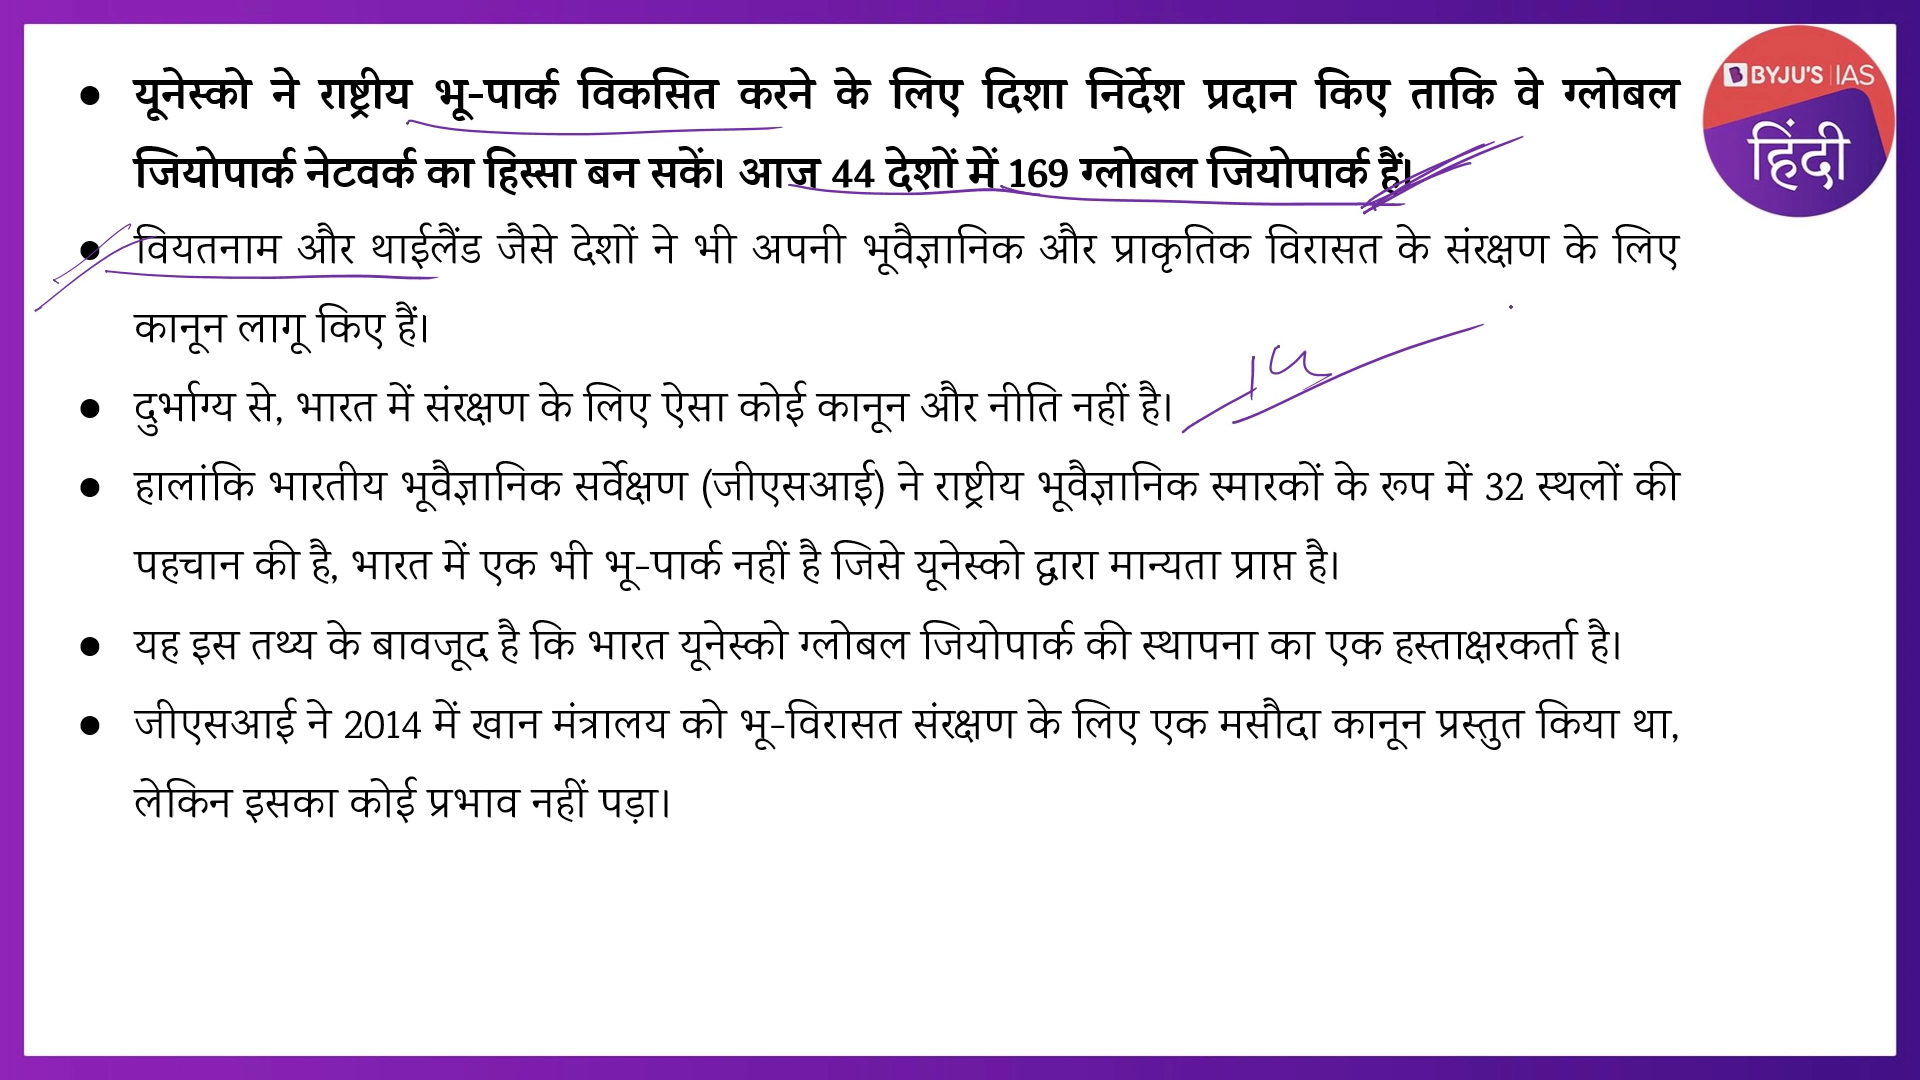 ● यूनेस्को ने राष्ट्रीय भू-पार्क विकसित करने के लिए दिशा निर्देश प्रदान किए ताकि वे ग्लोबल
जियोपार्क नेटवर्क का हिस्सा बन सकें। आज 44 देशों में 169 ग्लोबल जियोपार्क हैं।
● वियतनाम और थाईलैंड जैसे देशों ने भी अपनी भूवैज्ञानिक और प्राकृतिक विरासत के संरक्षण के लिए
कानून लागू किए हैं।
● दुर्भाग्य से, भारत में संरक्षण के लिए ऐसा कोई कानून और नीति नहीं है।
● हालांकि भारतीय भूवैज्ञानिक सर्वेक्षण (जीएसआई) ने राष्ट्रीय भूवैज्ञानिक स्मारकों के रूप में 32 स्थलों की
पहचान की है, भारत में एक भी भू-पार्क नहीं है जिसे यूनेस्को द्वारा मान्यता प्राप्त है।
● यह इस तथ्य के बावजूद है कि भारत यूनेस्को ग्लोबल जियोपार्क की स्थापना का एक हस्ताक्षरकर्ता है।
● जीएसआई ने 2014 में खान मंत्रालय को भू-विरासत संरक्षण के लिए एक मसौदा कानून प्रस्तुत किया था,
लेकिन इसका कोई प्रभाव नहीं पड़ा।
BYJU'S IAS
हिंदी